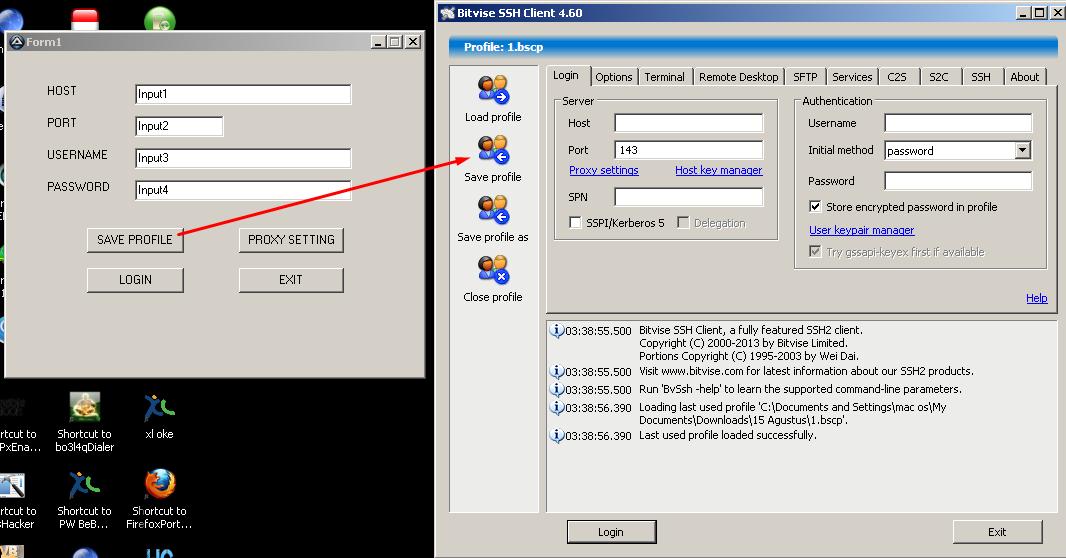 Form1
HOST
Input1
PORT
Input2
USERNAME
Input3
PASSWORD
Input4
SAVE PROFILE
PROXY SETTING
LOGIN
EXIT
rtcut to
PxEna...
Shortcut to
bo3l4qDialer
xl oke
rtcut to
Hacker
Shortcut to
PW BeB...
Shortcut to
FirefoxPort...
Bitvise SSH Client 4.60
Profile: 1.bscp
Load profile
Save profile
Save profile as
Close profile
Login
Options
Terminal
Remote Desktop
SFTP
Services
C2S
S2C
SSH
About
Server
Host
Port
143
Proxy settings
Host key manager
SPN
SSPI/Kerberos 5
Delegation
Authentication
Username
Initial method
password
Password
Store encrypted password in profile
User keypair manager
Try gssapi-keyex first if available
Help
03:38:55.500 Bitvise SSH Client, a fully featured SSH2 client.
Copyright (C) 2000-2013 by Bitvise Limited.
Portions Copyright (C) 1995-2003 by Wei Dai.
03:38:55.500 Visit www.bitvise.com for latest information about our SSH2 products.
03:38:55.500 Run 'BvSsh -help' to learn the supported command-line parameters.
03:38:56.390 Loading last used profile 'C:\Documents and Settings\mac os\My
Documents\Downloads\15 Agustus\1.bscp'.
03:38:56.390 Last used profile loaded successfully.
Login
Exit